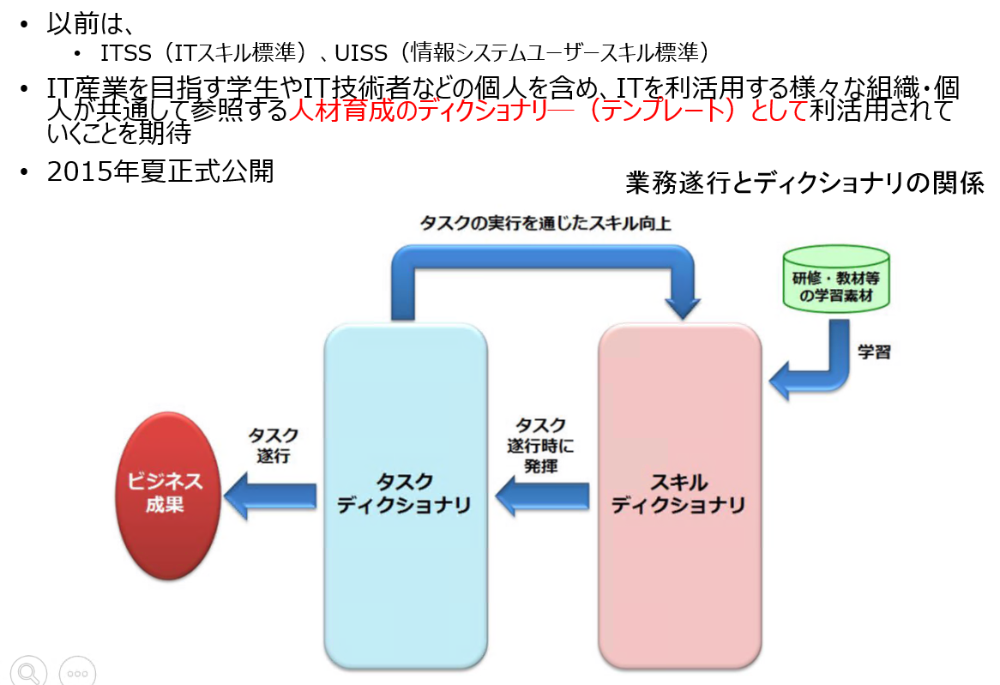 • 以前は、
• ITSS（ITスキル標準）、UISS（情報システムユーザースキル標準）
• IT産業を目指す学生やIT技術者などの個人を含め、ITを利活用する様々な組織・個
人が共通して参照する人材育成のディクショナリ―（テンプレート）として利活用されて
いくことを期待
• 2015年夏正式公開
業務遂行とディクショナリの関係
タスクの実行を通じたスキル向上
研修・教材等
の学習素材
学習
タスク
遂行
タスク
遂行時に
発揮
ビジネス
成果
タスク
ディクショナリ
スキル
ディクショナリ